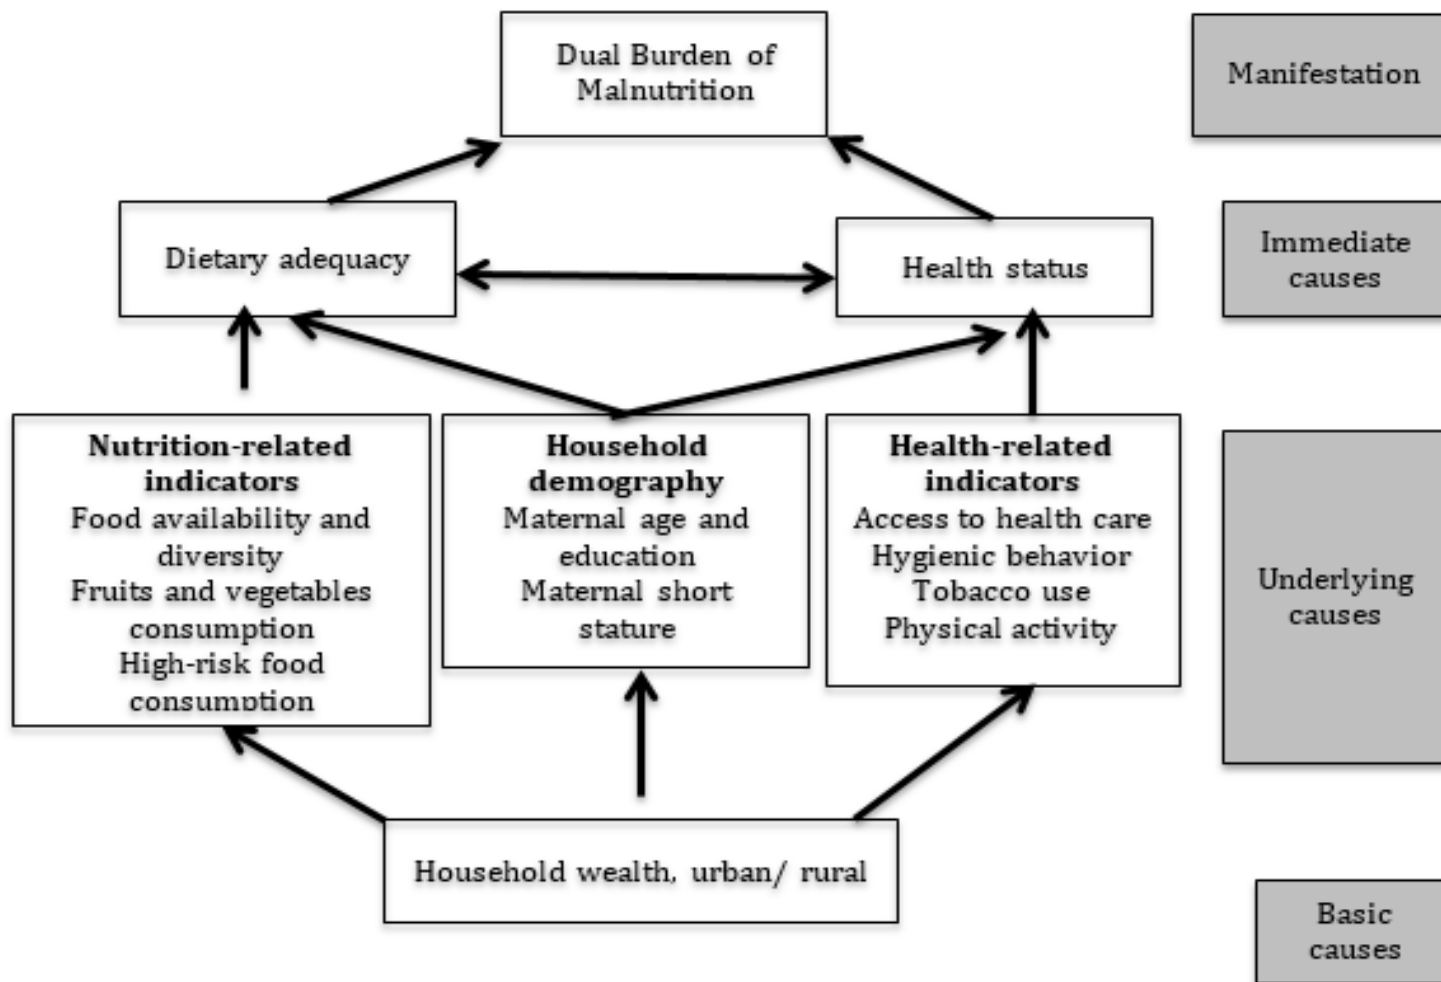 Dual Burden of
Malnutrition
Manifestation
Dietary adequacy
Health status
Immediate
causes
Nutrition-related
indicators
Food availability and
diversity
Fruits and vegetables
consumption
High-risk food
consumption
Household
demography
Maternal age and
education
Maternal short
stature
Health-related
indicators
Access to health care
Hygienic behavior
Tobacco use
Physical activity
Underlying
causes
Household wealth, urban/ rural
Basic
causes